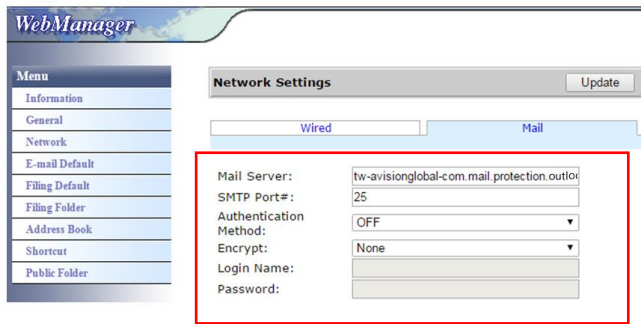 WebManager
Menu
Information
General
Network
E-mail Default
Filing Default
Filing Folder
Address Book
Shortcut
Public Folder
Network Settings
Update
Wired
Mail
Mail Server: tw-avisionglobal-com.mail.protection.outloo
SMTP Port#: 25
Authentication
Method: OFF
Encrypt: None
Login Name:
Password: